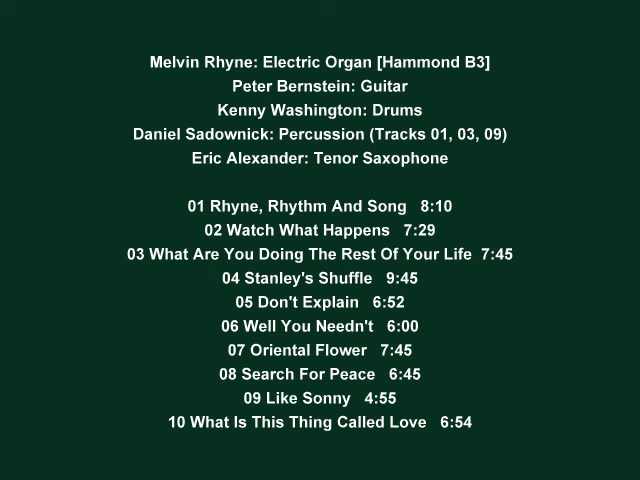 Melvin Rhyne: Electric Organ [Hammond B3]
Peter Bernstein: Guitar
Kenny Washington: Drums
Daniel Sadownick: Percussion (Tracks 01, 03, 09)
Eric Alexander: Tenor Saxophone
01 Rhyne, Rhythm And Song 8:10
02 Watch What Happens 7:29
03 What Are You Doing The Rest Of Your Life 7:45
04 Stanley's Shuffle 9:45
05 Don't Explain 6:52
06 Well You Needn't 6:00
07 Oriental Flower 7:45
08 Search For Peace 6:45
09 Like Sonny 4:55
10 What Is This Thing Called Love 6:54